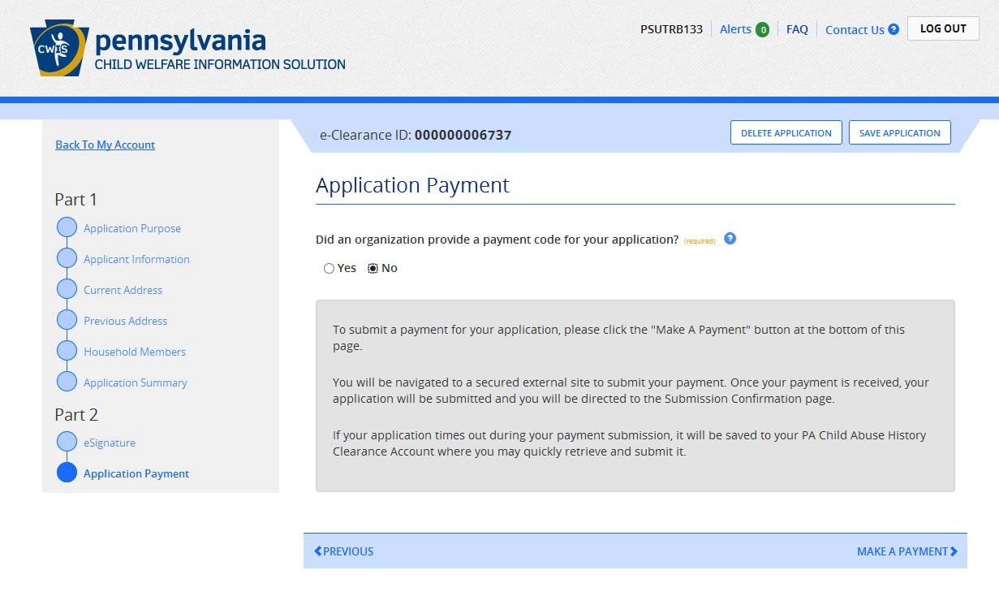 CWIS
pennsylvania
CHILD WELFARE INFORMATION SOLUTION
PSUTRB133
Alerts 0
FAQ
Contact Us ?
LOG OUT
Back To My Account
Part 1
Application Purpose
Applicant Information
Current Address
Previous Address
Household Members
Application Summary
Part 2
eSignature
Application Payment
e-Clearance ID: 000000006737
DELETE APPLICATION
SAVE APPLICATION
Application Payment
Did an organization provide a payment code for your application? (required) ?
Yes No
To submit a payment for your application, please click the "Make A Payment" button at the bottom of this
page.
You will be navigated to a secured external site to submit your payment. Once your payment is received, your
application will be submitted and you will be directed to the Submission Confirmation page.
If your application times out during your payment submission, it will be saved to your PA Child Abuse History
Clearance Account where you may quickly retrieve and submit it.
PREVIOUS
MAKE A PAYMENT